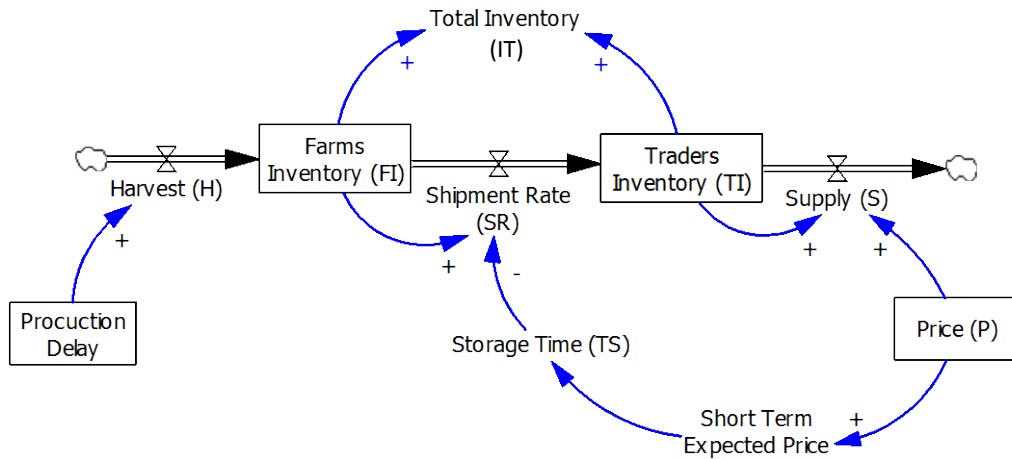 Total Inventory
(IT)
+
+
Farms
Inventory (FI)
Traders
Inventory (TI)
Harvest (H)
Shipment Rate
(SR)
Supply (S)
+
+
-
+
+
Procuction
Delay
Storage Time (TS)
Price (P)
Short Term
Expected Price
+